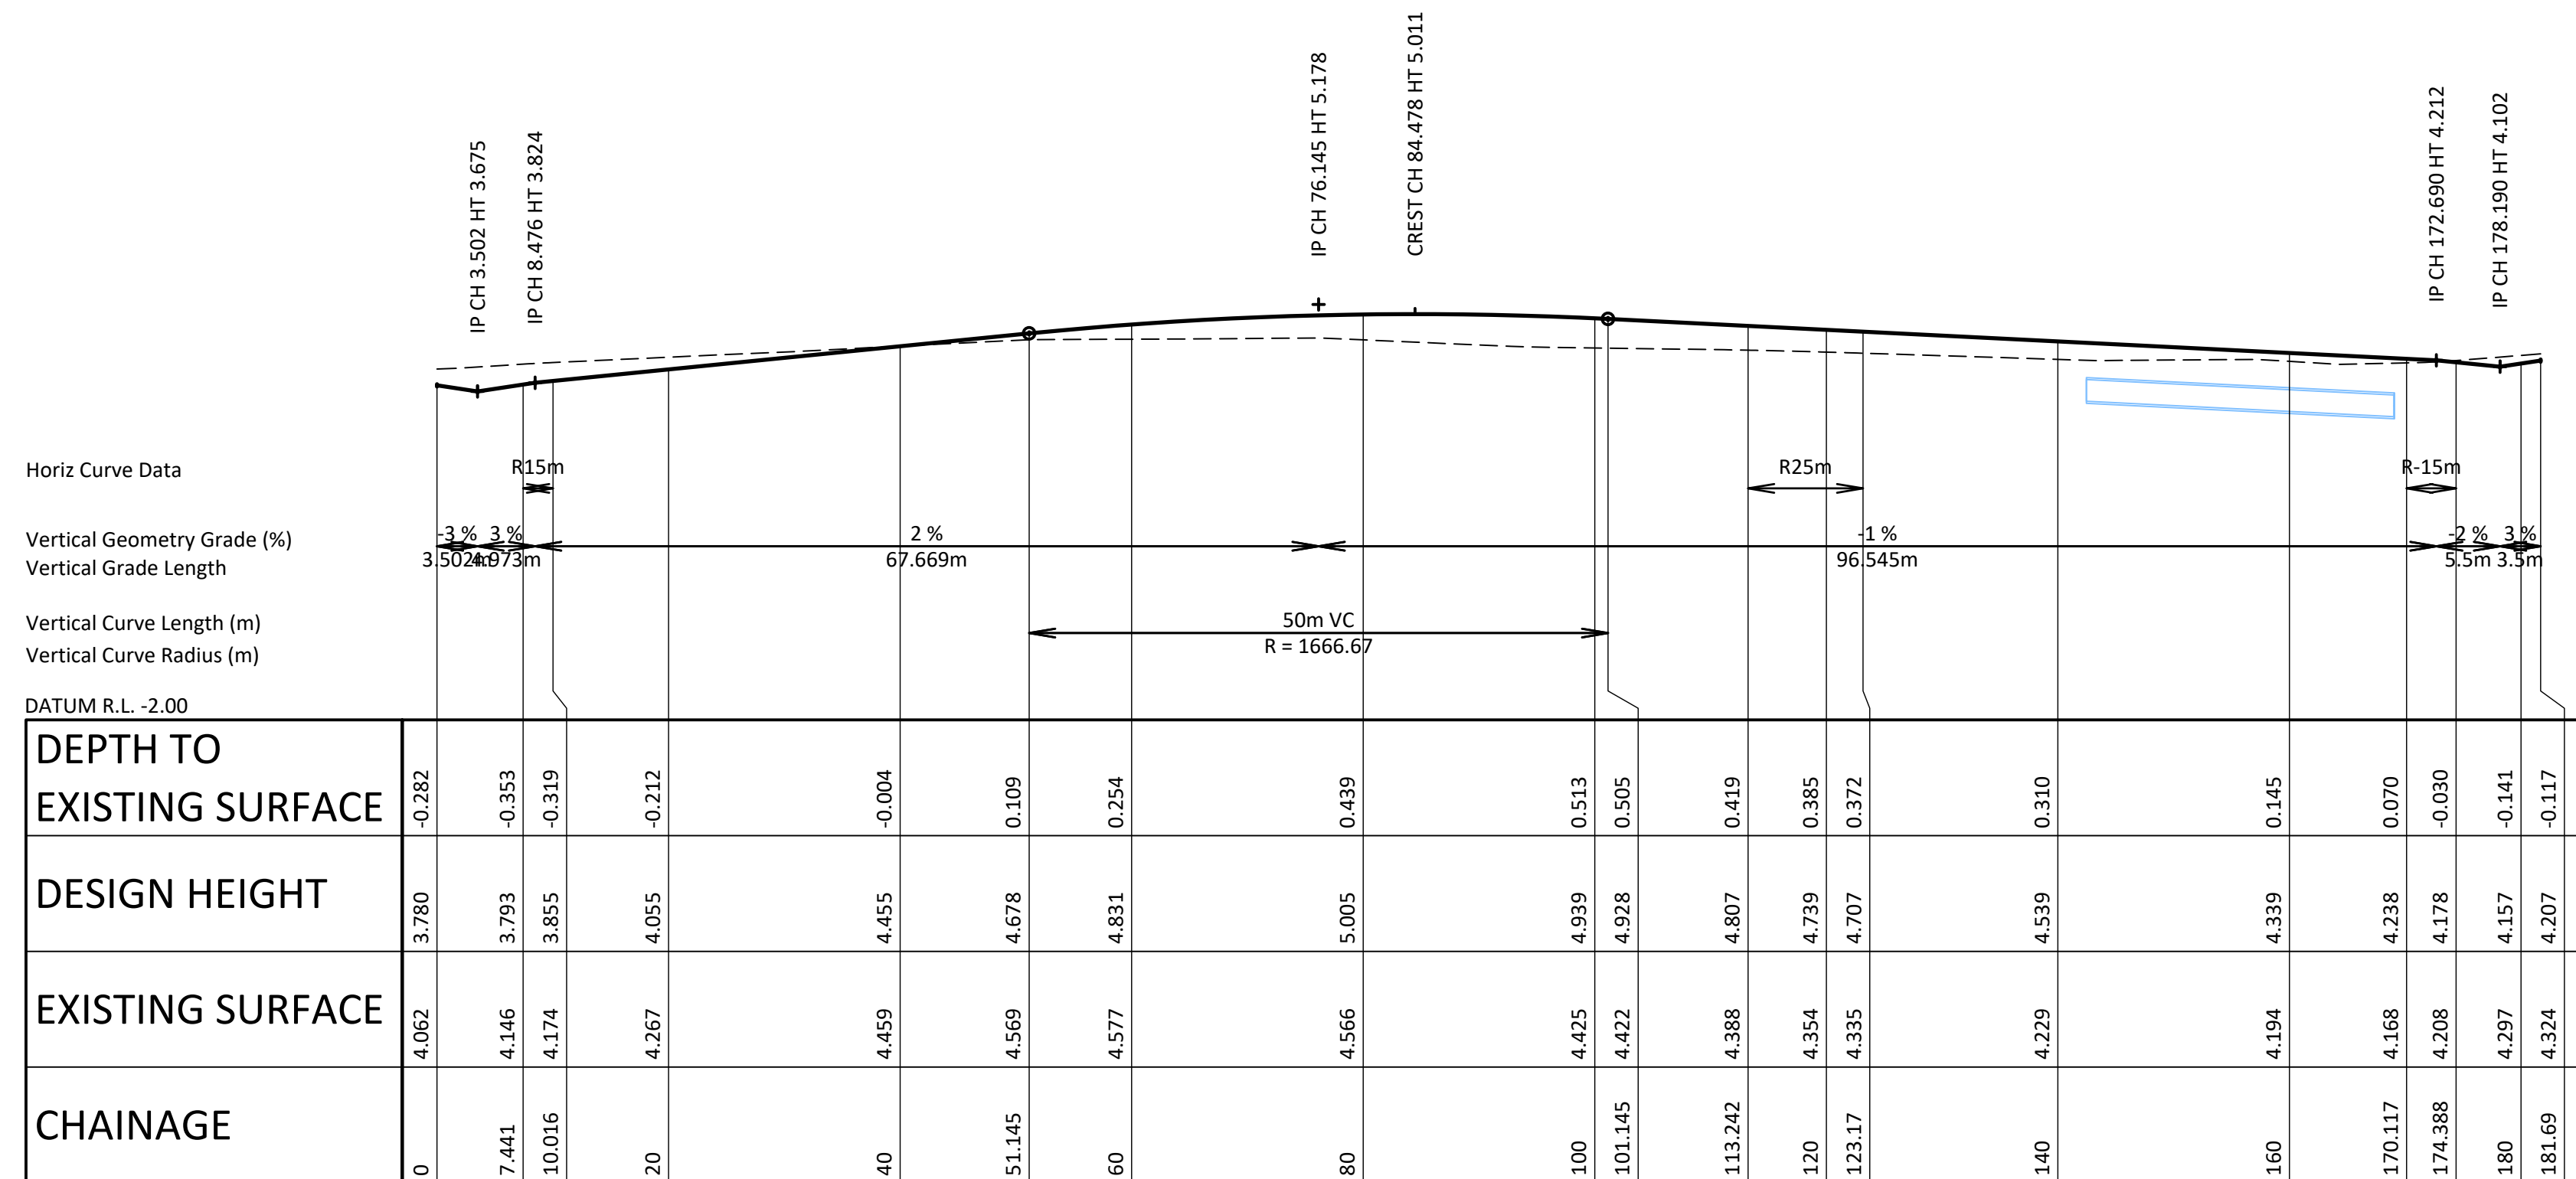 IP CH 3.502 HT 3.675
IP CH 8.476 HT 3.824
IP CH 76.145 HT 5.178
CREST CH 84.478 HT 5.011
IP CH 172.690 HT 4.212
IP CH 178.190 HT 4.102
Horiz Curve Data
R15m R25m R-15m
Vertical Geometry Grade (%)
-3 % 3 % 2 % -1 % -2 % 3 %
Vertical Grade Length
3.502m 4.973m 67.669m 96.545m 5.5m 3.5m
Vertical Curve Length (m)
50m VC
Vertical Curve Radius (m)
R = 1666.67
DATUM R.L. -2.00
DEPTH TO
EXISTING SURFACE
-0.282 -0.353 -0.319 -0.212 -0.004 0.109 0.254 0.439 0.513 0.505 0.419 0.385 0.372 0.310 0.145 0.070 -0.030 -0.141 -0.117
DESIGN HEIGHT
3.780 3.793 3.855 4.055 4.455 4.678 4.831 5.005 4.939 4.928 4.807 4.739 4.707 4.539 4.339 4.238 4.178 4.157 4.207
EXISTING SURFACE
4.062 4.146 4.174 4.267 4.459 4.569 4.577 4.566 4.425 4.422 4.388 4.354 4.335 4.229 4.194 4.168 4.208 4.297 4.324
CHAINAGE
0 7.441 10.016 20 40 51.145 60 80 100 101.145 113.242 120 123.17 140 160 170.117 174.388 180 181.69